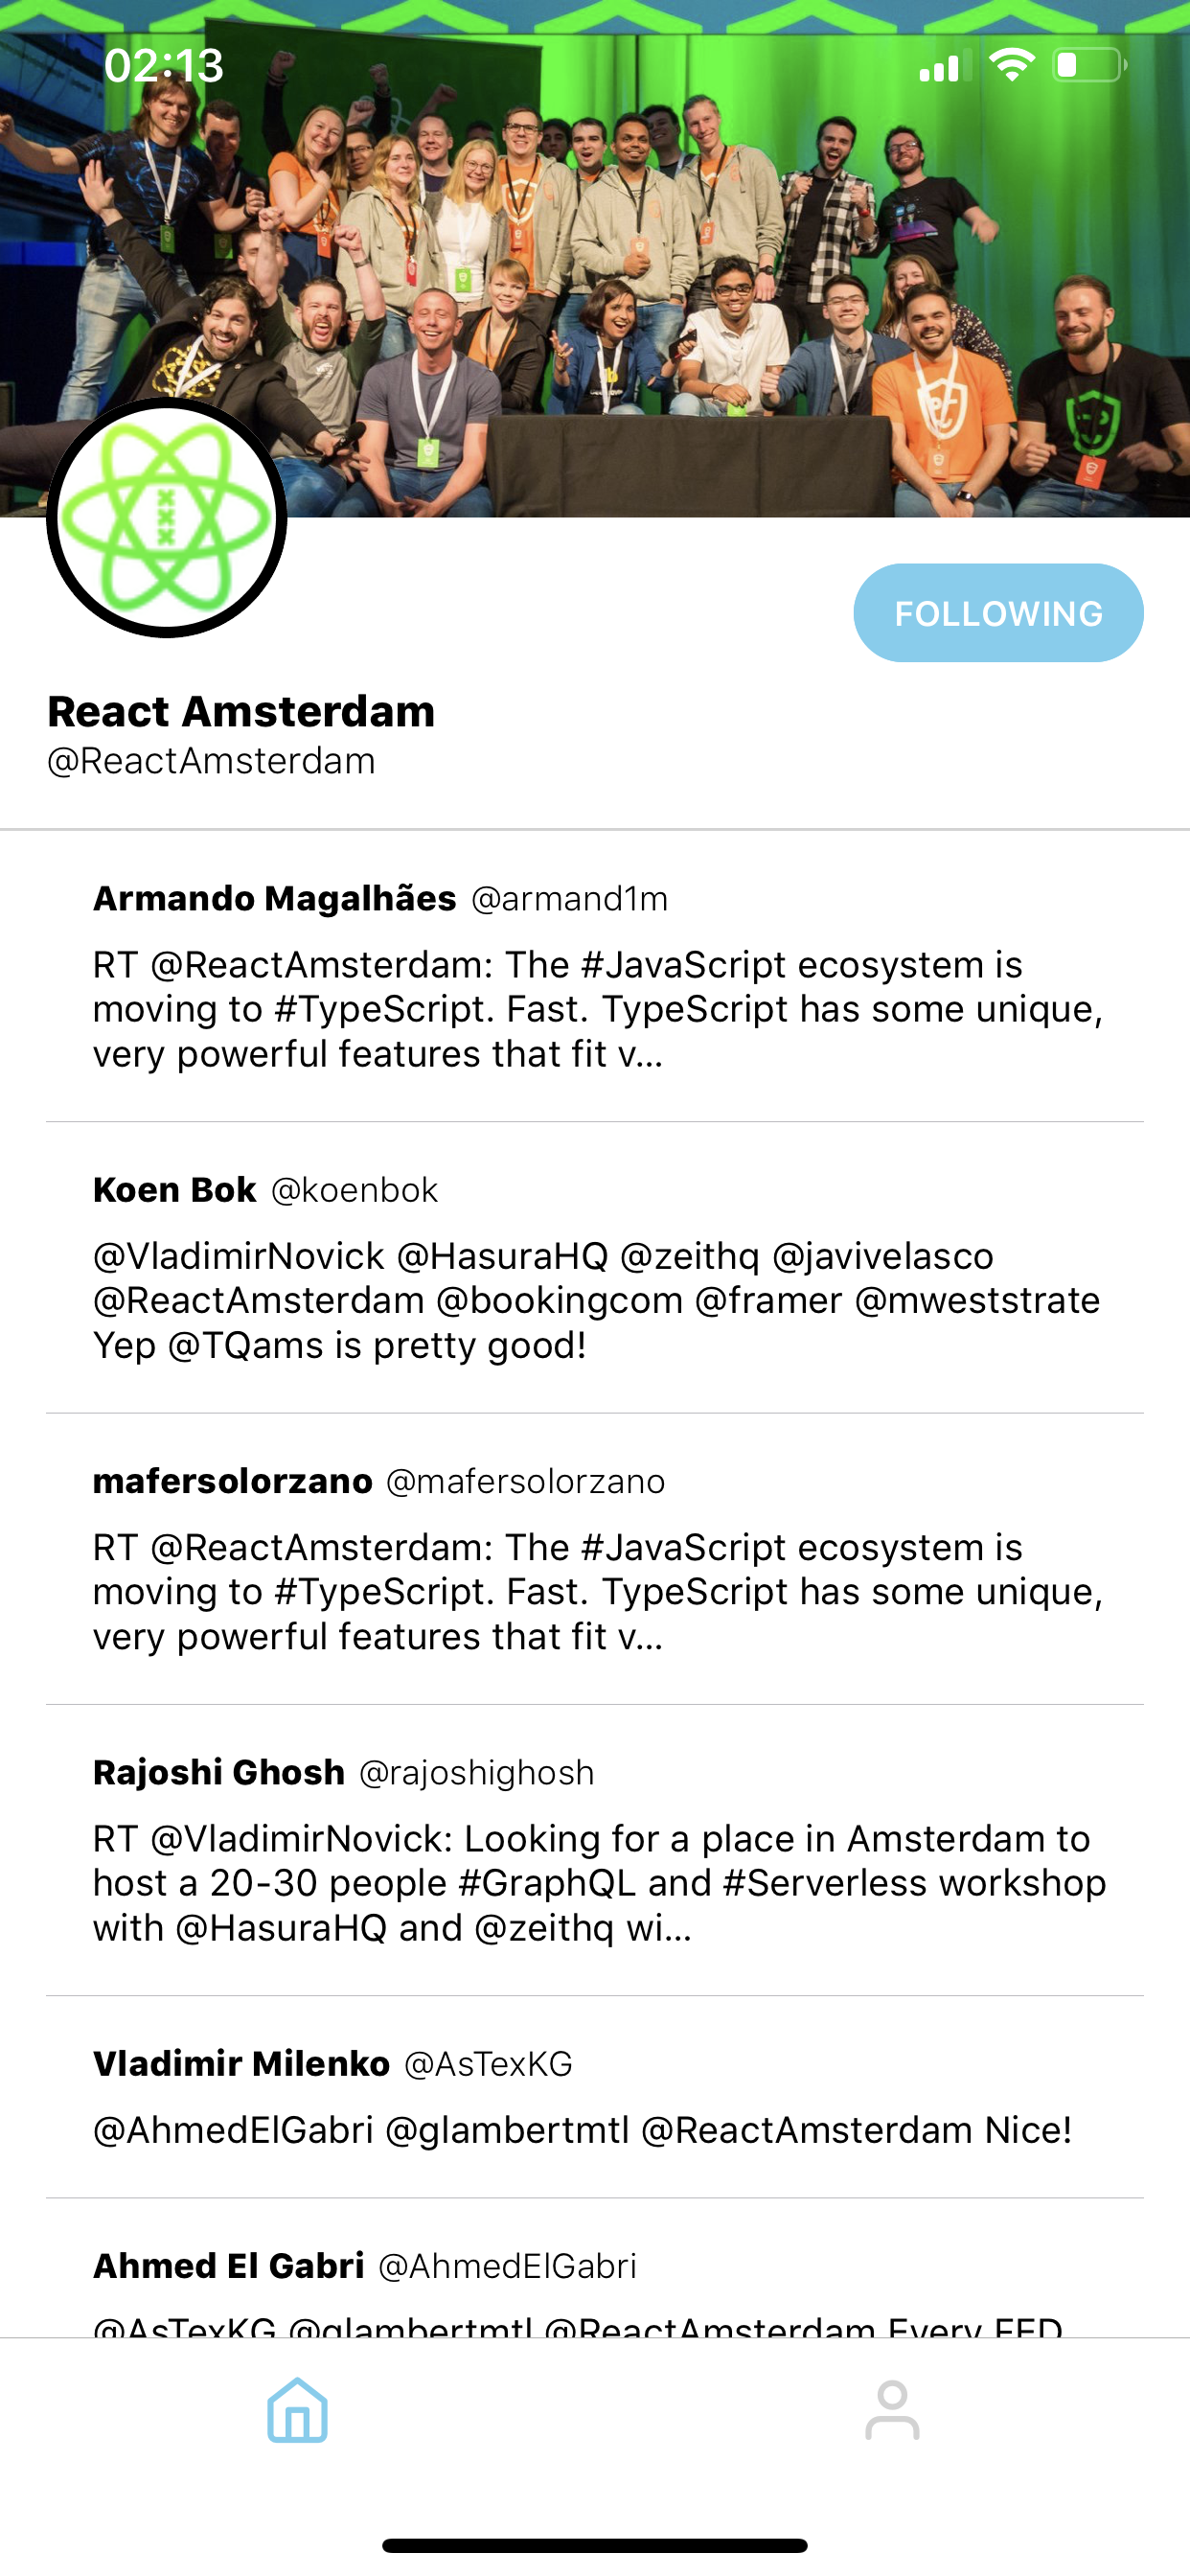 02:13
FOLLOWING
React Amsterdam
@ReactAmsterdam
Armando Magalhães @armand1m
RT @ReactAmsterdam: The #JavaScript ecosystem is
moving to #TypeScript. Fast. TypeScript has some unique,
very powerful features that fit v…
Koen Bok @koenbok
@VladimirNovick @HasuraHQ @zeithq @javivelasco
@ReactAmsterdam @bookingcom @framer @mweststrate
Yep @TQams is pretty good!
mafersolorzano @mafersolorzano
RT @ReactAmsterdam: The #JavaScript ecosystem is
moving to #TypeScript. Fast. TypeScript has some unique,
very powerful features that fit v…
Rajoshi Ghosh @rajoshighosh
RT @VladimirNovick: Looking for a place in Amsterdam to
host a 20-30 people #GraphQL and #Serverless workshop
with @HasuraHQ and @zeithq wi…
Vladimir Milenko @AsTexKG
@AhmedElGabri @glambertmtl @ReactAmsterdam Nice!
Ahmed El Gabri @AhmedElGabri
@AsTexKG @glambertmtl @ReactAmsterdam Every FED